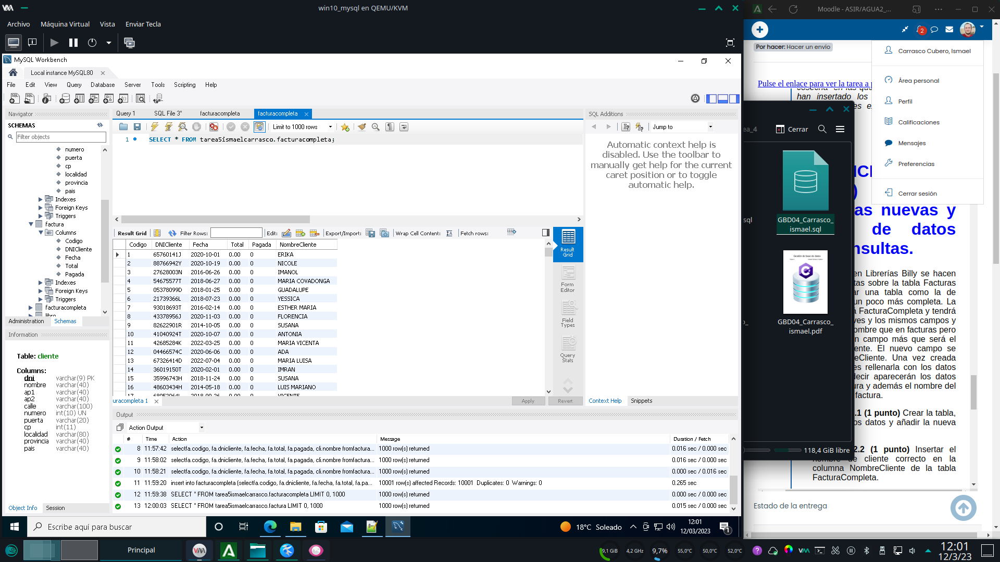 win10_mysql en QEMU/KVM
Archivo Máquina Virtual Vista Enviar Tecla
MySQL Workbench
Local instance MySQL80
File Edit View Query Database Server Tools Scripting Help
Navigator
SCHEMAS
Filter objects
numero
puerta
cp
localidad
provincia
pais
Indexes
Foreign Keys
Triggers
factura
Columns
Codigo
DNICliente
Fecha
Total
Pagada
Indexes
Foreign Keys
Triggers
facturacompleta
libro
Administration Schemas
Information
Table: cliente
Columns:
dni varchar(9) PK
nombre varchar(40)
ap1 varchar(40)
ap2 varchar(40)
calle varchar(100)
numero int(10) UN
puerta varchar(20)
cp int(11)
localidad varchar(80)
provincia varchar(40)
pais varchar(40)
Object Info Session
Query 1 SQL File 3* facturacompleta facturacompleta
Limit to 1000 rows
1 SELECT * FROM tarea5ismaelcarrasco.facturacompleta;
Result Grid Filter Rows: Edit: Export/Import: Wrap Cell Content: Fetch rows:
Codigo DNICliente Fecha Total Pagada NombreCliente
1 65760141J 2020-10-01 0.00 0 ERIKA
2 88766942Y 2020-10-19 0.00 0 NICOLE
3 27628003N 2016-06-26 0.00 0 IMANOL
4 54675577T 2018-06-27 0.00 0 MARIA COVADONGA
5 05378099D 2018-01-25 0.00 0 GUADALUPE
6 21739366L 2018-07-23 0.00 0 YESSICA
7 93018693T 2016-02-14 0.00 0 ESTHER MARIA
8 43378956J 2020-11-03 0.00 0 FLORENCIA
9 82622901R 2014-10-05 0.00 0 SUSANA
10 41040924T 2020-10-07 0.00 0 ANTONIA
11 42685284K 2022-03-25 0.00 0 MARIA VICENTA
12 04466574C 2020-06-06 0.00 0 ADA
13 67326414D 2022-07-04 0.00 0 MARIA LUISA
14 36019150T 2020-02-01 0.00 0 IMRAN
15 35996743H 2018-11-24 0.00 0 SUSANA
16 48603434H 2014-05-18 0.00 0 LUIS MARIANO
Result Grid
Form Editor
Field Types
Query Stats
uracompleta 1
Apply Revert
SQL Additions
Jump to
Automatic context help is
disabled. Use the toolbar to
manually get help for the current
caret position or to toggle
automatic help.
Context Help Snippets
Output
Action Output
# Time Action Message Duration / Fetch
8 11:57:42 selectfa.codigo, fa.dnicliente, fa.fecha, fa.total, fa.pagada, cli.nombre fromfactura... 1000 row(s) returned 0.016 sec / 0.000 sec
9 11:58:02 selectfa.codigo, fa.dnicliente, fa.fecha, fa.total, fa.pagada, cli.nombre fromfactura... 1000 row(s) returned 0.016 sec / 0.000 sec
10 11:58:21 selectfa.codigo, fa.dnicliente, fa.fecha, fa.total, fa.pagada, cli.nombre fromfactura... 1000 row(s) returned 0.000 sec / 0.016 sec
11 11:59:20 insert into facturacompleta (selectfa.codigo, fa.dnicliente, fa.fecha, fa.total, fa.pa... 10001 row(s) affected Records: 10001 Duplicates: 0 Warnings: 0 0.265 sec
12 11:59:38 SELECT * FROM tarea5ismaelcarrasco.facturacompleta LIMIT 0, 1000 1000 row(s) returned 0.000 sec / 0.000 sec
13 12:00:03 SELECT * FROM tarea5ismaelcarrasco.factura LIMIT 0, 1000 1000 row(s) returned 0.015 sec / 0.000 sec
Escribe aquí para buscar
18°C Soleado
12:01
12/03/2023
1
Moodle - ASIR/AGUA2_...
2
Por hacer: Hacer un envío
Pulse el enlace para ver la tarea a p
han insertado los
Carrasco Cubero, Ismael
Área personal
Perfil
Calificaciones
Mensajes
Preferencias
Cerrar sesión
ea_4 Cerrar
sql
GBD04_Carrasco_
ismael.sql
GBD04_Carrasco_
ismael.pdf
118,4 GiB libre
as nuevas y
de datos
nsultas.
en Librerías Billy se hacen
tas sobre la tabla Facturas
ar una tabla como la de
un poco más completa. La
á FacturaCompleta y tendrá
ves y los mismos campos y
ombre que en facturas pero
n campo más que será el
ente. El nuevo campo se
eCliente. Una vez creada
es rellenarla con los datos
decir aparecerán los datos
ura y además el nombre del
factura.
.1 (1 punto) Crear la tabla,
os datos y añadir la nueva
2.2 (1 punto) Insertar el
nombre de cliente correcto en la
columna NombreCliente de la tabla
FacturaCompleta.
Estado de la entrega
Principal
9,1 GiB 4,2 GHz 9,7% 55,0°C 50,0°C 52,0°C
12:01
12/3/23